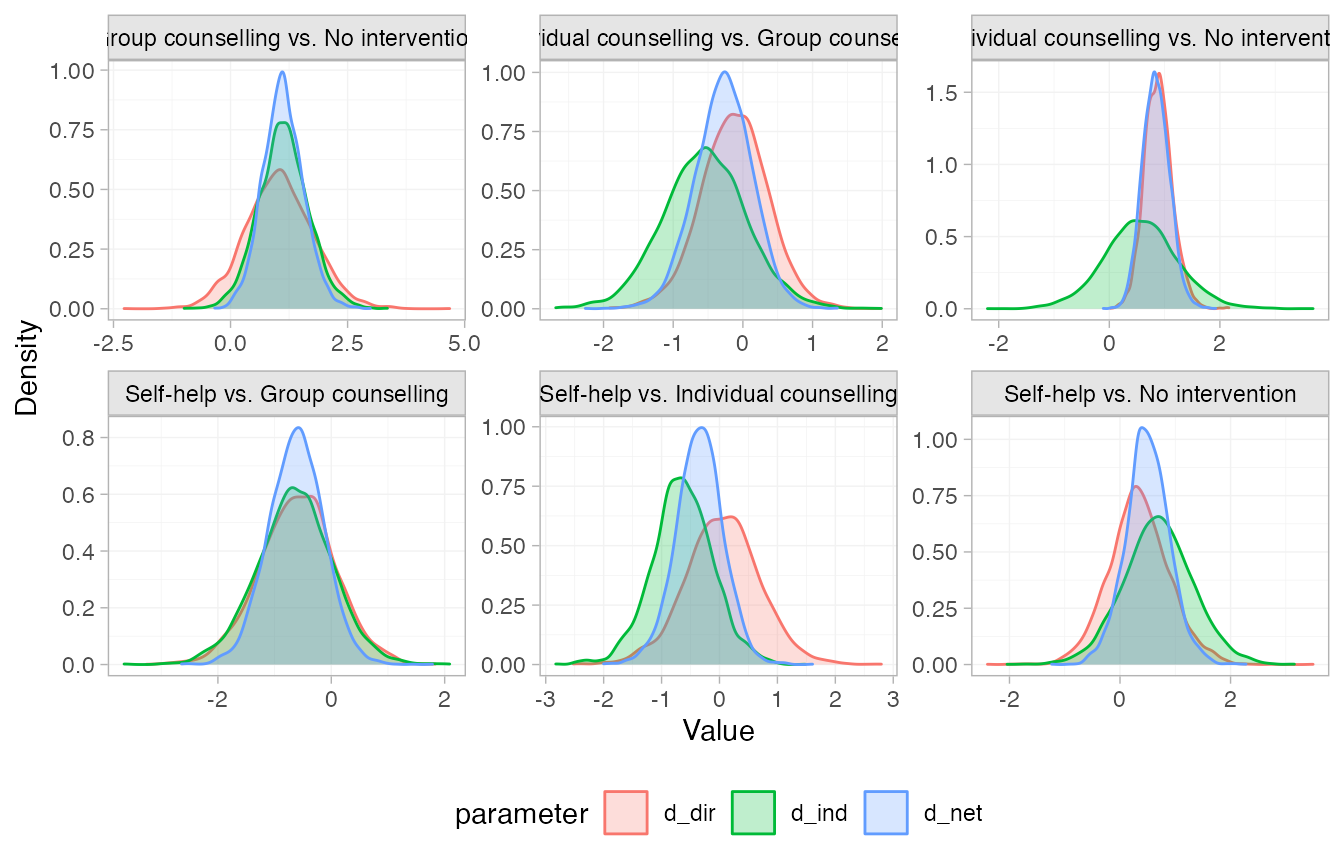 Group counselling vs. No interventio
vidual counselling vs. Group counse
ividual counselling vs. No intervent
1.00
0.75
0.50
0.25
0.00
-2.5 0.0 2.5 5.0
1.00
0.75
0.50
0.25
0.00
-2 -1 0 1 2
1.5
1.0
0.5
0.0
-2 0 2
Density
Self-help vs. Group counselling
Self-help vs. Individual counselling
Self-help vs. No intervention
0.8
0.6
0.4
0.2
0.0
-2 0 2
1.00
0.75
0.50
0.25
0.00
-3 -2 -1 0 1 2 3
1.00
0.75
0.50
0.25
0.00
-2 0 2
Value
parameter d_dir d_ind d_net